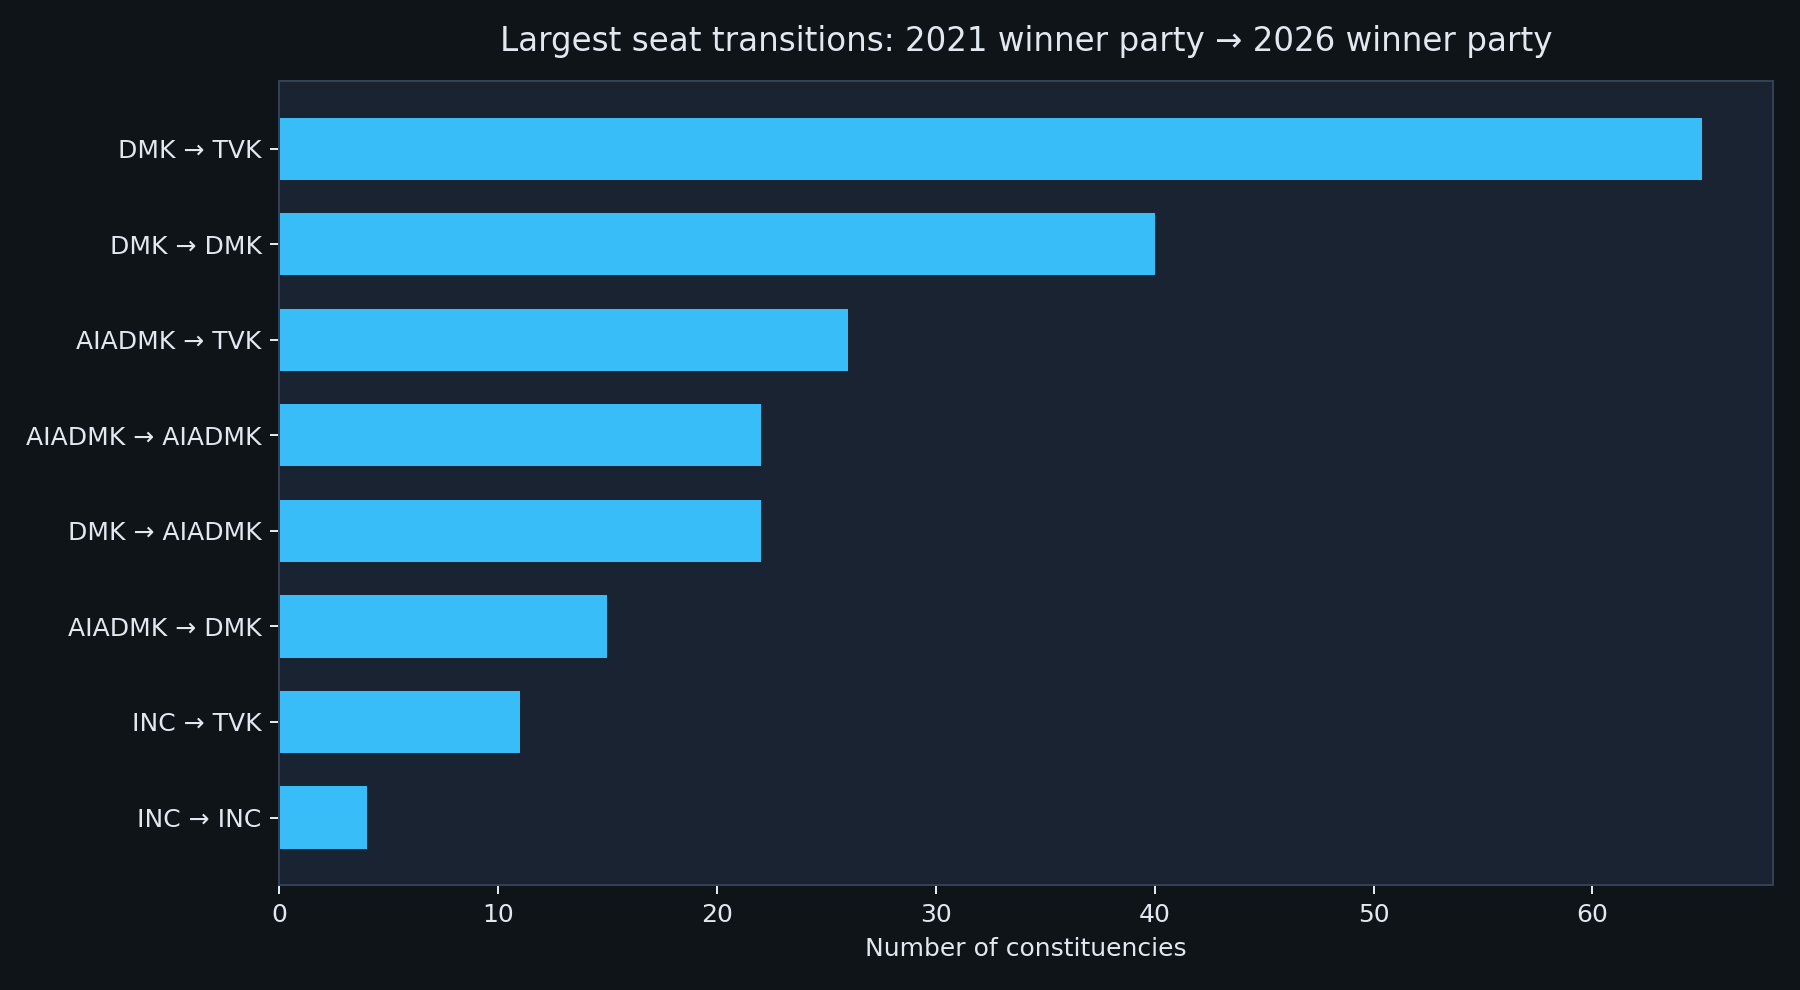 Largest seat transitions: 2021 winner party → 2026 winner party
DMK → TVK
DMK → DMK
AIADMK → TVK
AIADMK → AIADMK
DMK → AIADMK
AIADMK → DMK
INC → TVK
INC → INC
0 10 20 30 40 50 60
Number of constituencies